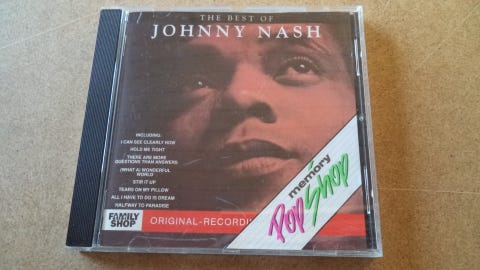 THE BEST OF
JOHNNY NASH
INCLUDING:
I CAN SEE CLEARLY NOW
HOLD ME TIGHT
THERE ARE MORE
QUESTIONS THAN ANSWERS
(WHAT A) WONDERFUL
WORLD
STIR IT UP
TEARS ON MY PILLOW
ALL I HAVE TO DO IS DREAM
HALFWAY TO PARADISE
memory
Pop Shop
FAMILY
SHOP
ORIGINAL-RECORDI